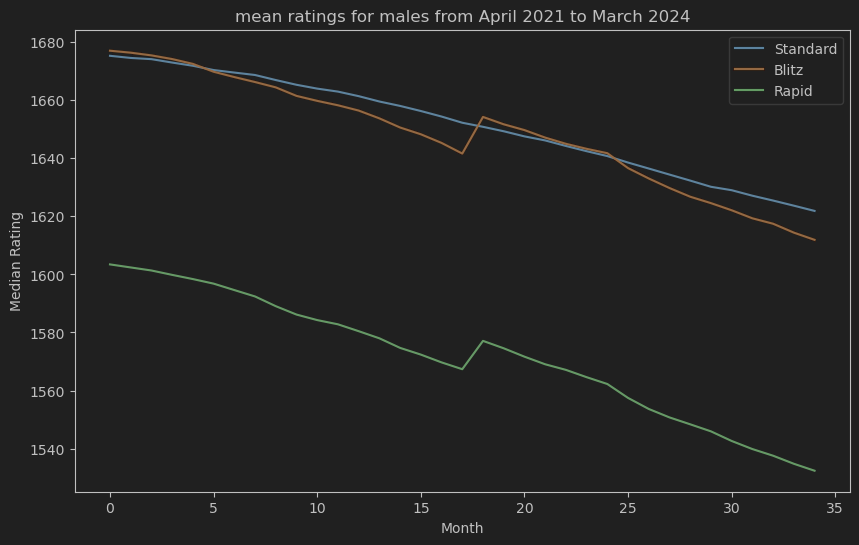 mean ratings for males from April 2021 to March 2024
Standard
Blitz
Rapid
1680
1660
1640
1620
1600
1580
1560
1540
Median Rating
0 5 10 15 20 25 30 35
Month